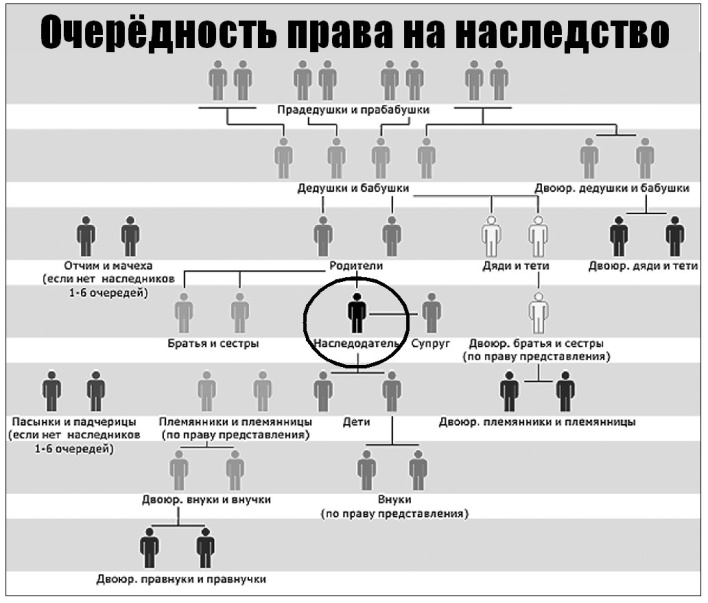 Очерёдность права на наследство
Прадедушки и прабабушки
Дедушки и бабушки
Двоюр. дедушки и бабушки
Отчим и мачеха
(если нет наследников
1-6 очередей)
Родители
Дяди и тети
Двоюр. дяди и тети
Братья и сестры
Наследодатель
Супруг
Двоюр. братья и сестры
(по праву представления)
Пасынки и падчерицы
(если нет наследников
1-6 очередей)
Племянники и племянницы
(по праву представления)
Дети
Двоюр. племянники и племянницы
Двоюр. внуки и внучки
Внуки
(по праву представления)
Двоюр. правнуки и правнучки